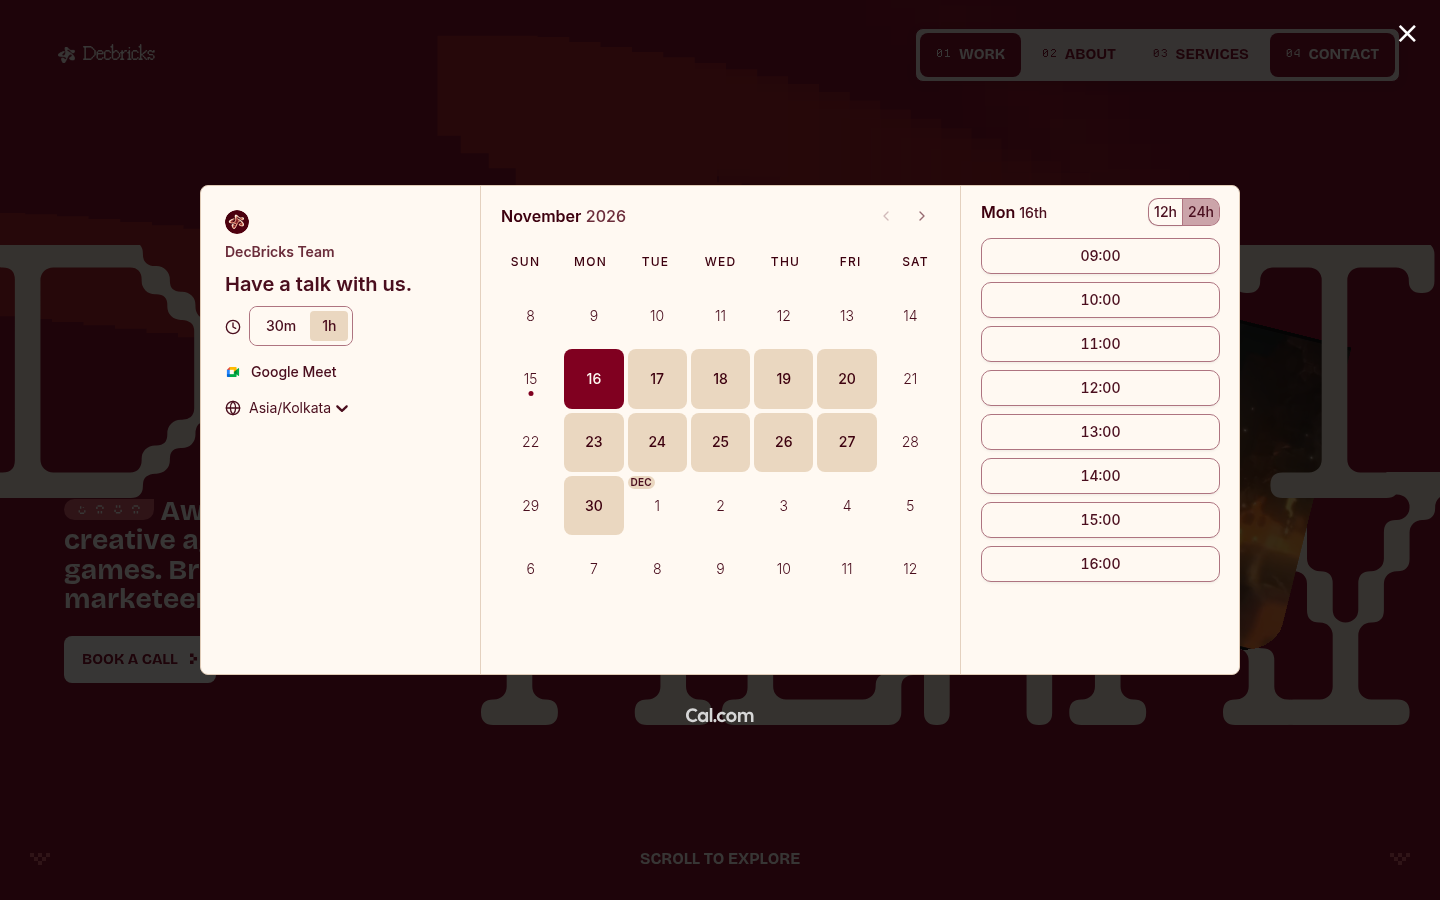 Decbricks
01 WORK
02 ABOUT
03 SERVICES
04 CONTACT
DecBricks Team
Have a talk with us.
30m 1h
Google Meet
Asia/Kolkata
November 2026
SUN MON TUE WED THU FRI SAT
8 9 10 11 12 13 14
15 16 17 18 19 20 21
22 23 24 25 26 27 28
DEC
29 30 1 2 3 4 5
6 7 8 9 10 11 12
Mon 16th
12h 24h
09:00
10:00
11:00
12:00
13:00
14:00
15:00
16:00
creative
games.
BOOK A CALL
Cal.com
SCROLL TO EXPLORE